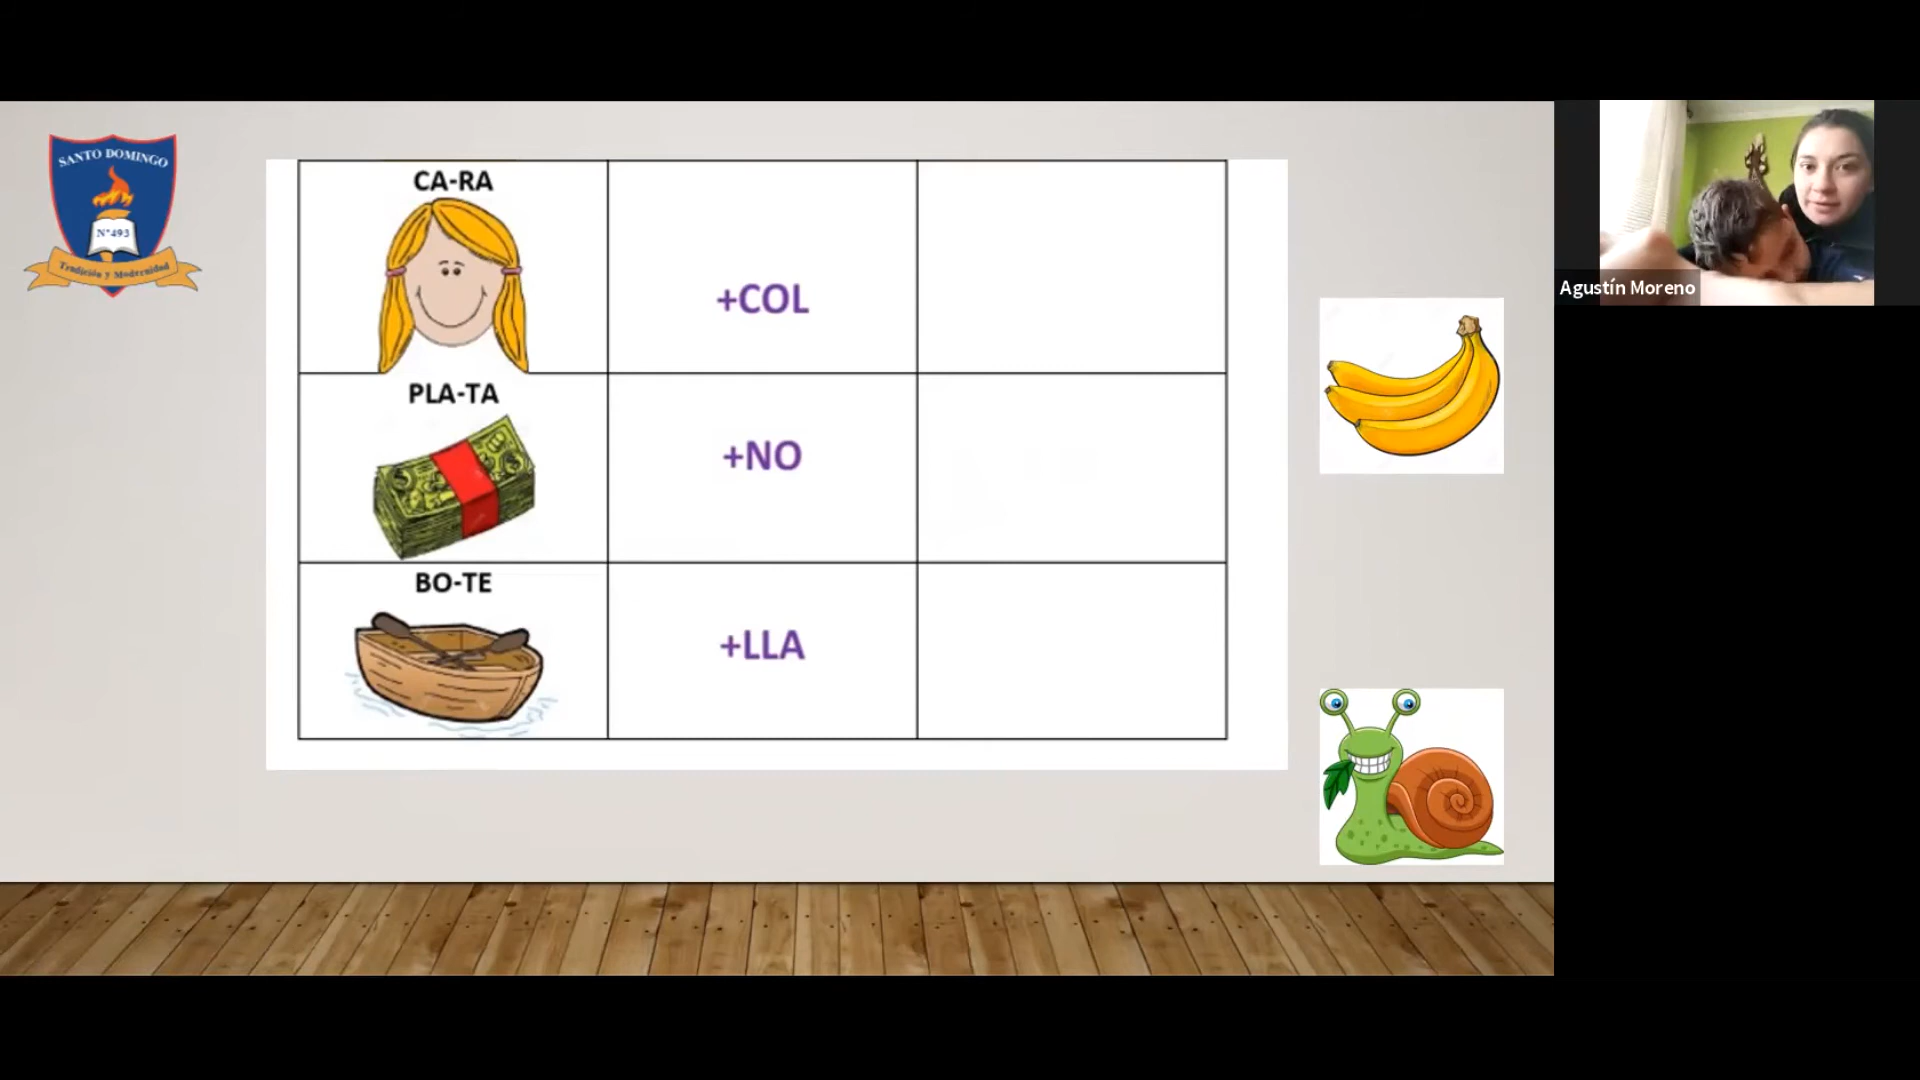 SANTO DOMINGO
N°493
Tradición y Modernidad
CA-RA
+COL
PLA-TA
+NO
BO-TE
+LLA
Agustín Moreno